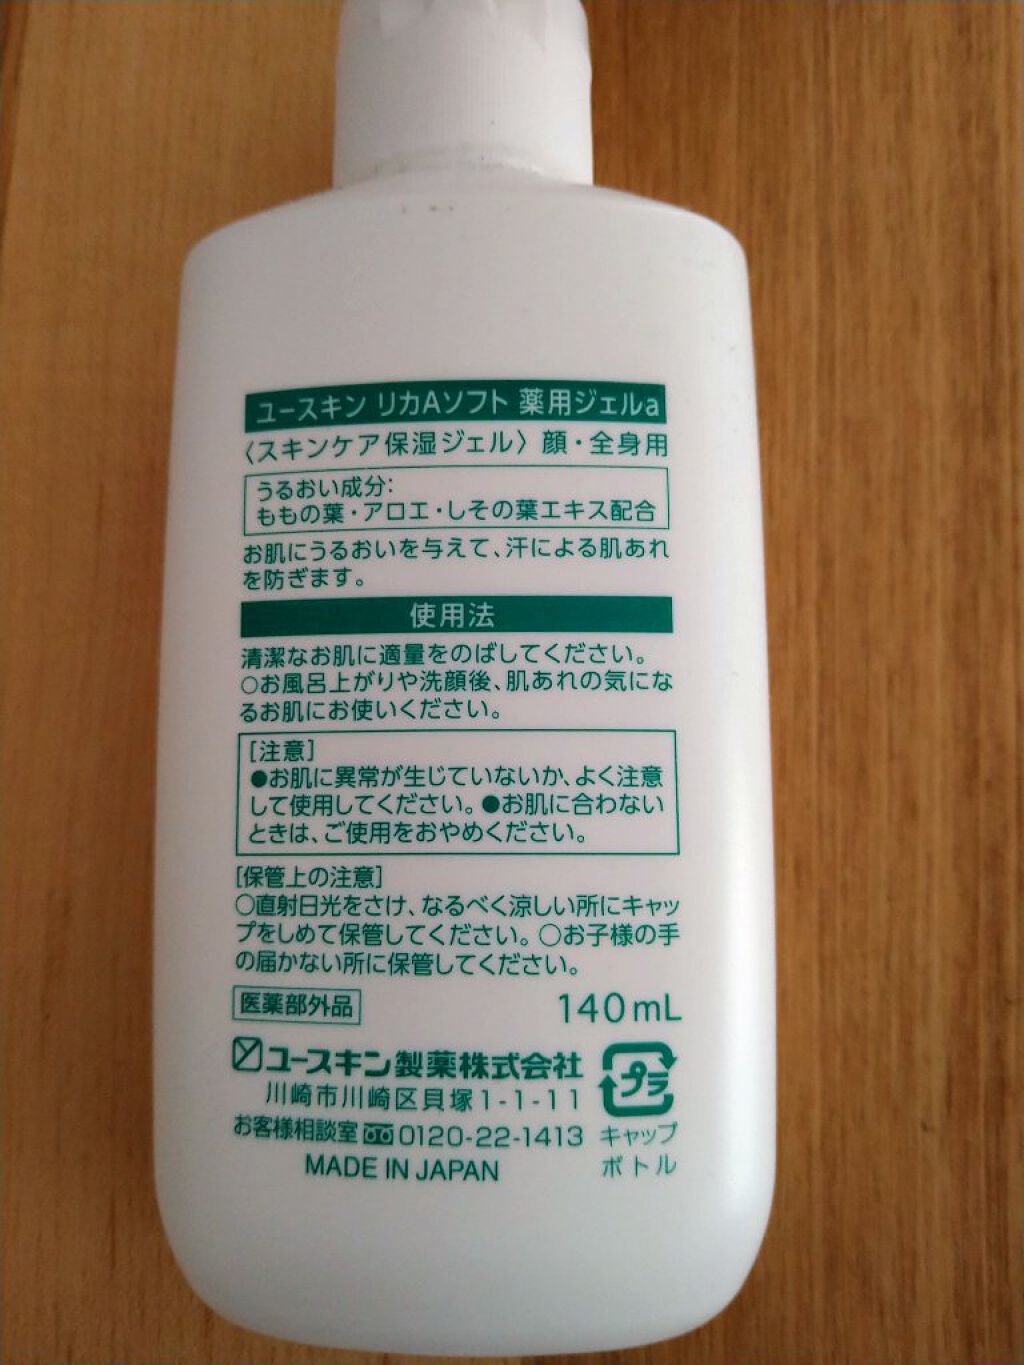 ユースキン リカAソフト 薬用ジェルa
〈スキンケア保湿ジェル〉顔・全身用
うるおい成分:
ももの葉・アロエ・しその葉エキス配合
お肌にうるおいを与えて、汗による肌あれ
を防ぎます。
使用法
清潔なお肌に適量をのばしてください。
○お風呂上がりや洗顔後、肌あれの気にな
るお肌にお使いください。
[注意]
●お肌に異常が生じていないか、よく注意
して使用してください。●お肌に合わない
ときは、ご使用をおやめください。
[保管上の注意]
○直射日光をさけ、なるべく涼しい所にキャッ
プをしめて保管してください。○お子様の手
の届かない所に保管してください。
医薬部外品 140mL
ユースキン製薬株式会社
川崎市川崎区貝塚1-1-11
お客様相談室 0120-22-1413
MADE IN JAPAN
プラ
キャップ
ボトル